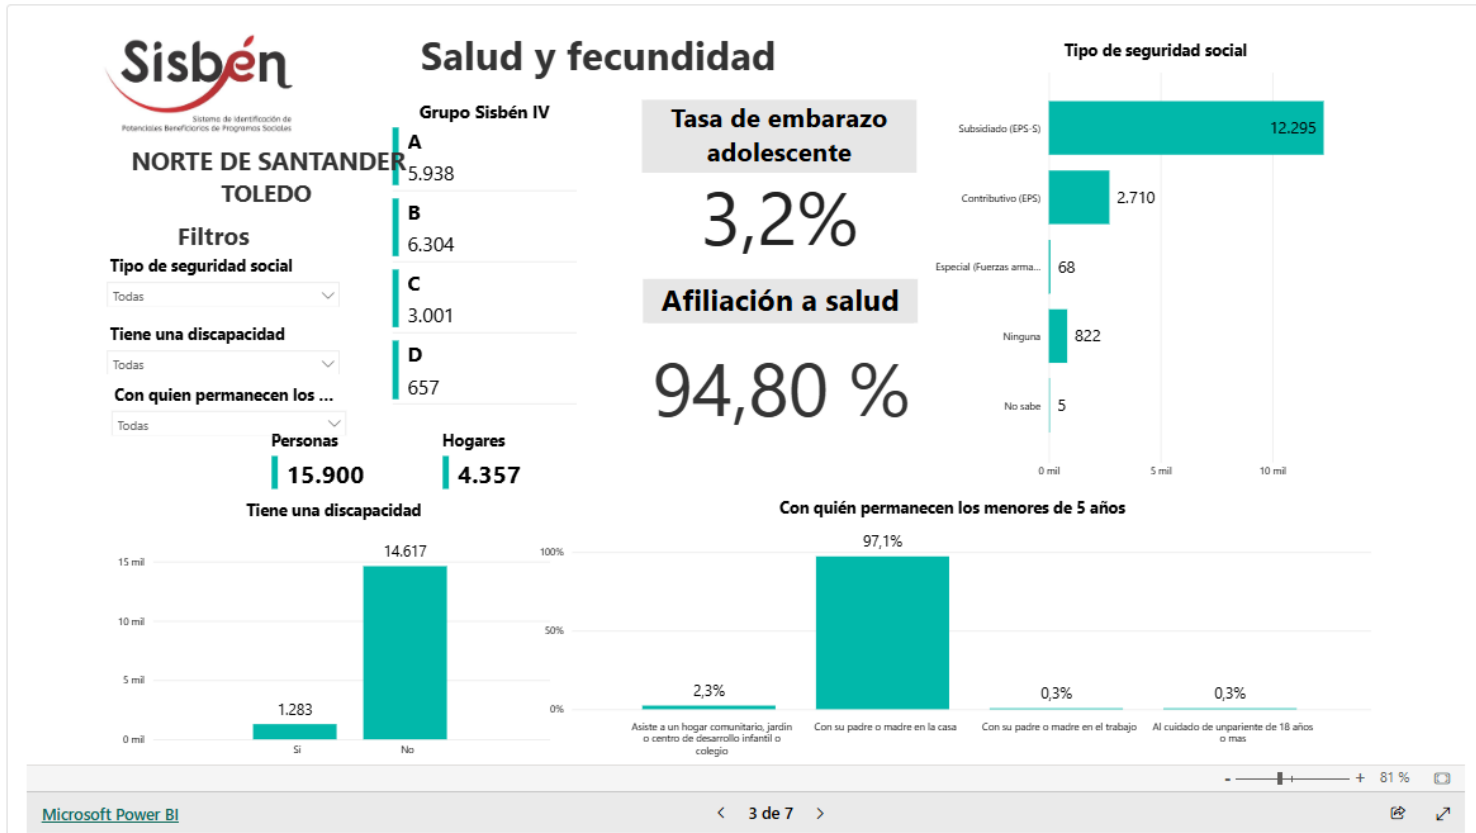 Sisbén
Sistema de Identificación de
Potenciales Beneficiarios de Programas Sociales
NORTE DE SANTANDER
TOLEDO
Filtros
Tipo de seguridad social
Todas
Tiene una discapacidad
Todas
Con quien permanecen los ...
Todas
Salud y fecundidad
Grupo Sisbén IV
A
5.938
B
6.304
C
3.001
D
657
Personas
15.900
Hogares
4.357
Tasa de embarazo
adolescente
3,2%
Afiliación a salud
94,80 %
Tipo de seguridad social
Subsidiado (EPS-S)
12.295
Contributivo (EPS)
2.710
Especial (Fuerzas arma...
68
Ninguna
822
No sabe
5
0 mil
5 mil
10 mil
Tiene una discapacidad
15 mil
10 mil
5 mil
0 mil
1.283
14.617
Si
No
Con quién permanecen los menores de 5 años
100%
50%
0%
2,3%
97,1%
0,3%
0,3%
Asiste a un hogar comunitario, jardin
o centro de desarrollo infantil o
colegio
Con su padre o madre en la casa
Con su padre o madre en el trabajo
Al cuidado de unpariente de 18 años
o mas
- + 81 %
Microsoft Power BI
3 de 7